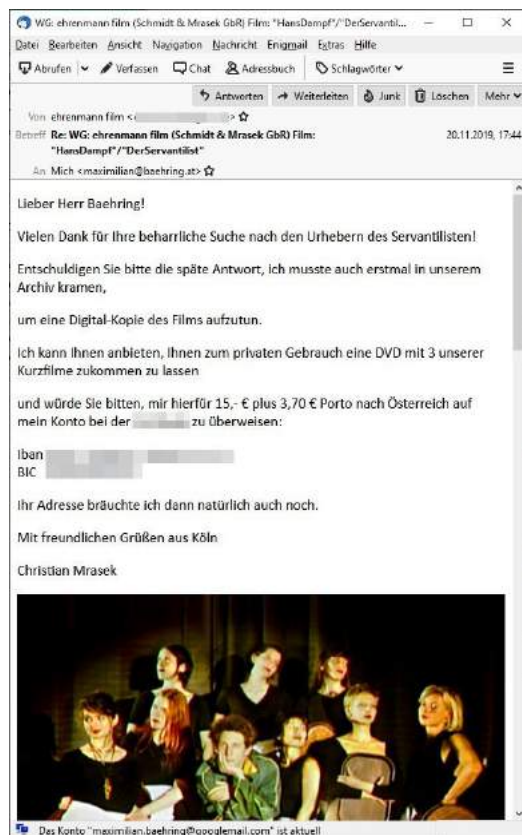 WG: ehrenmann film (Schmidt & Mrasek GbR) Film: "HansDampf"/"DerServantil...
Datei Bearbeiten Ansicht Navigation Nachricht Enigmail Extras Hilfe
Abrufen Verfassen Chat Adressbuch Schlagwörter
Antworten Weiterleiten Junk Löschen Mehr
Von ehrenmann film <
Betreff Re: WG: ehrenmann film (Schmidt & Mrasek GbR) Film: 20.11.2019, 17:44
"HansDampf"/"DerServantilist"
An Mich <maximilian@baehring.at>
Lieber Herr Baehring!
Vielen Dank für Ihre beharrliche Suche nach den Urhebern des Servantilisten!
Entschuldigen Sie bitte die späte Antwort, ich musste auch erstmal in unserem
Archiv kramen,
um eine Digital-Kopie des Films aufzutun.
Ich kann Ihnen anbieten, Ihnen zum privaten Gebrauch eine DVD mit 3 unserer
Kurzfilme zukommen zu lassen
und würde Sie bitten, mir hierfür 15,- € plus 3,70 € Porto nach Österreich auf
mein Konto bei der zu überweisen:
Iban
BIC
Ihr Adresse bräuchte ich dann natürlich auch noch.
Mit freundlichen Grüßen aus Köln
Christian Mrasek
Das Konto "maximilian.baehring@googlemail.com" ist aktuell